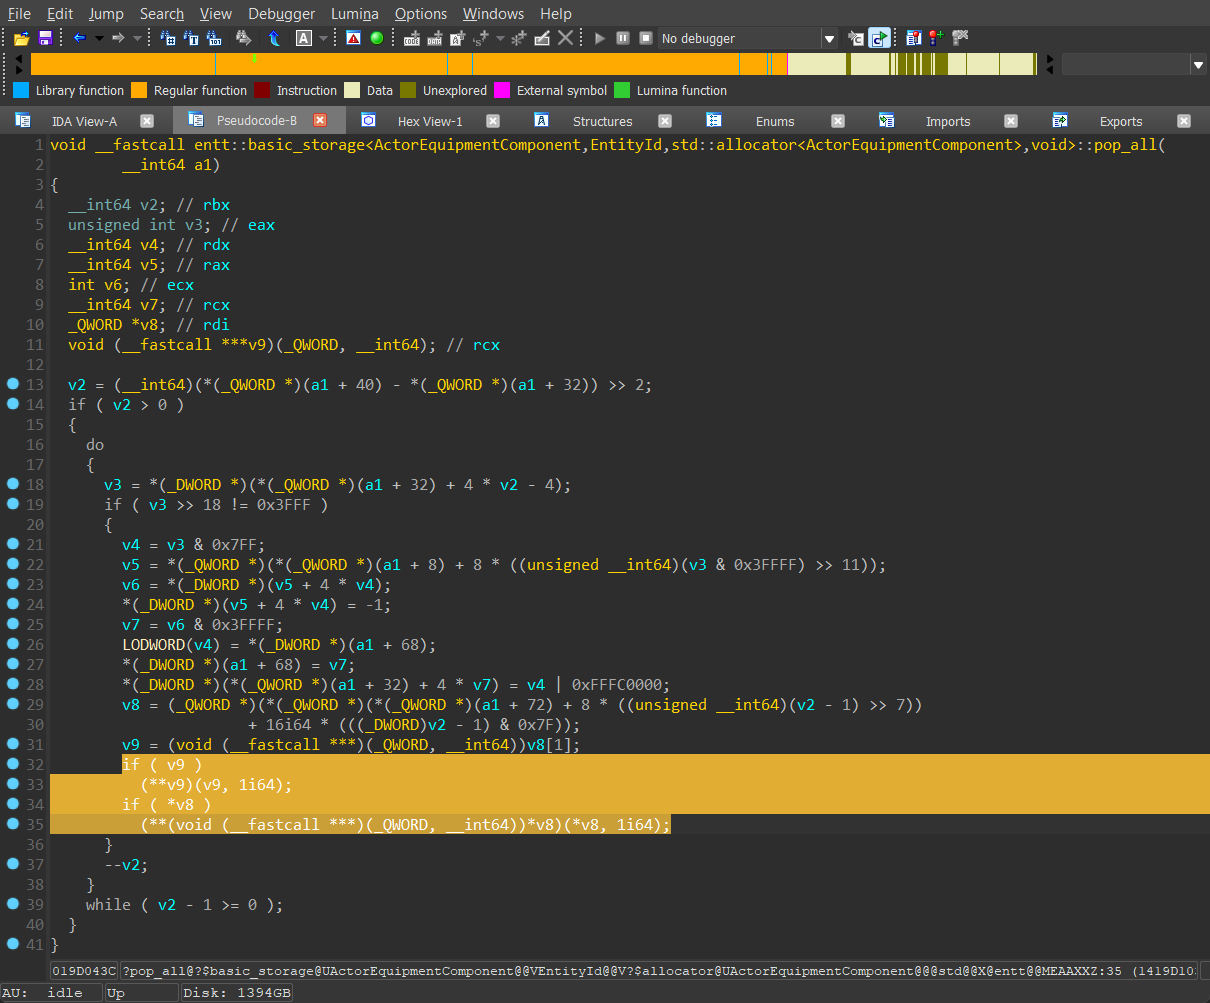 File Edit Jump Search View Debugger Lumina Options Windows Help
No debugger
Library function Regular function Instruction Data Unexplored External symbol Lumina function
IDA View-A Pseudocode-B Hex View-1 Structures Enums Imports Exports
1 void __fastcall entt::basic_storage<ActorEquipmentComponent,EntityId,std::allocator<ActorEquipmentComponent>,void>::pop_all(
2 __int64 a1)
3 {
4 __int64 v2; // rbx
5 unsigned int v3; // eax
6 __int64 v4; // rdx
7 __int64 v5; // rax
8 int v6; // ecx
9 __int64 v7; // rcx
10 _QWORD *v8; // rdi
11 void (__fastcall ***v9)(_QWORD, __int64); // rcx
12
13 v2 = (__int64)(*(_QWORD *)(a1 + 40) - *(_QWORD *)(a1 + 32)) >> 2;
14 if ( v2 > 0 )
15 {
16 do
17 {
18 v3 = *(_DWORD *)(*(_QWORD *)(a1 + 32) + 4 * v2 - 4);
19 if ( v3 >> 18 != 0x3FFF )
20 {
21 v4 = v3 & 0x7FF;
22 v5 = *(_QWORD *)(*(_QWORD *)(a1 + 8) + 8 * ((unsigned __int64)(v3 & 0x3FFFF) >> 11));
23 v6 = *(_DWORD *)(v5 + 4 * v4);
24 *(_DWORD *)(v5 + 4 * v4) = -1;
25 v7 = v6 & 0x3FFFF;
26 LODWORD(v4) = *(_DWORD *)(a1 + 68);
27 *(_DWORD *)(a1 + 68) = v7;
28 *(_DWORD *)(*(_QWORD *)(a1 + 32) + 4 * v7) = v4 | 0xFFFC0000;
29 v8 = (_QWORD *)(*(_QWORD *)(*(_QWORD *)(a1 + 72) + 8 * ((unsigned __int64)(v2 - 1) >> 7))
30 + 16i64 * (((_DWORD)v2 - 1) & 0x7F));
31 v9 = (void (__fastcall ***)(_QWORD, __int64))v8[1];
32 if ( v9 )
33 (**v9)(v9, 1i64);
34 if ( *v8 )
35 (**(void (__fastcall ***)(_QWORD, __int64))*v8)(*v8, 1i64);
36 }
37 --v2;
38 }
39 while ( v2 - 1 >= 0 );
40 }
41 }
019D043C ?pop_all@?$basic_storage@UActorEquipmentComponent@@VEntityId@@V?$allocator@UActorEquipmentComponent@@@std@@X@entt@@MEAAXXZ:35
AU: idle Up Disk: 1394GB